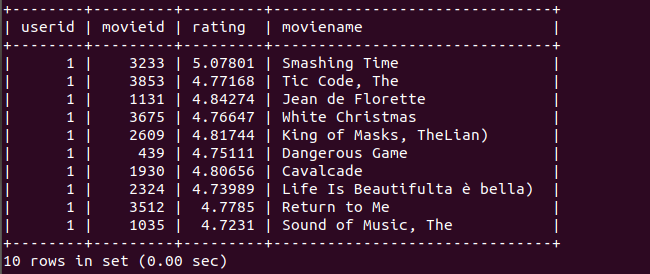 +--------+---------+---------+-------------------------------+
| userid | movieid | rating  | moviename                     |
+--------+---------+---------+-------------------------------+
|      1 |    3233 | 5.07801 | Smashing Time                 |
|      1 |    3853 | 4.77168 | Tic Code, The                 |
|      1 |    1131 | 4.84274 | Jean de Florette              |
|      1 |    3675 | 4.76647 | White Christmas               |
|      1 |    2609 | 4.81744 | King of Masks, TheLian)       |
|      1 |     439 | 4.75111 | Dangerous Game                |
|      1 |    1930 | 4.80656 | Cavalcade                     |
|      1 |    2324 | 4.73989 | Life Is Beautifulta è bella)  |
|      1 |    3512 |  4.7785 | Return to Me                  |
|      1 |    1035 |  4.7231 | Sound of Music, The           |
+--------+---------+---------+-------------------------------+
10 rows in set (0.00 sec)